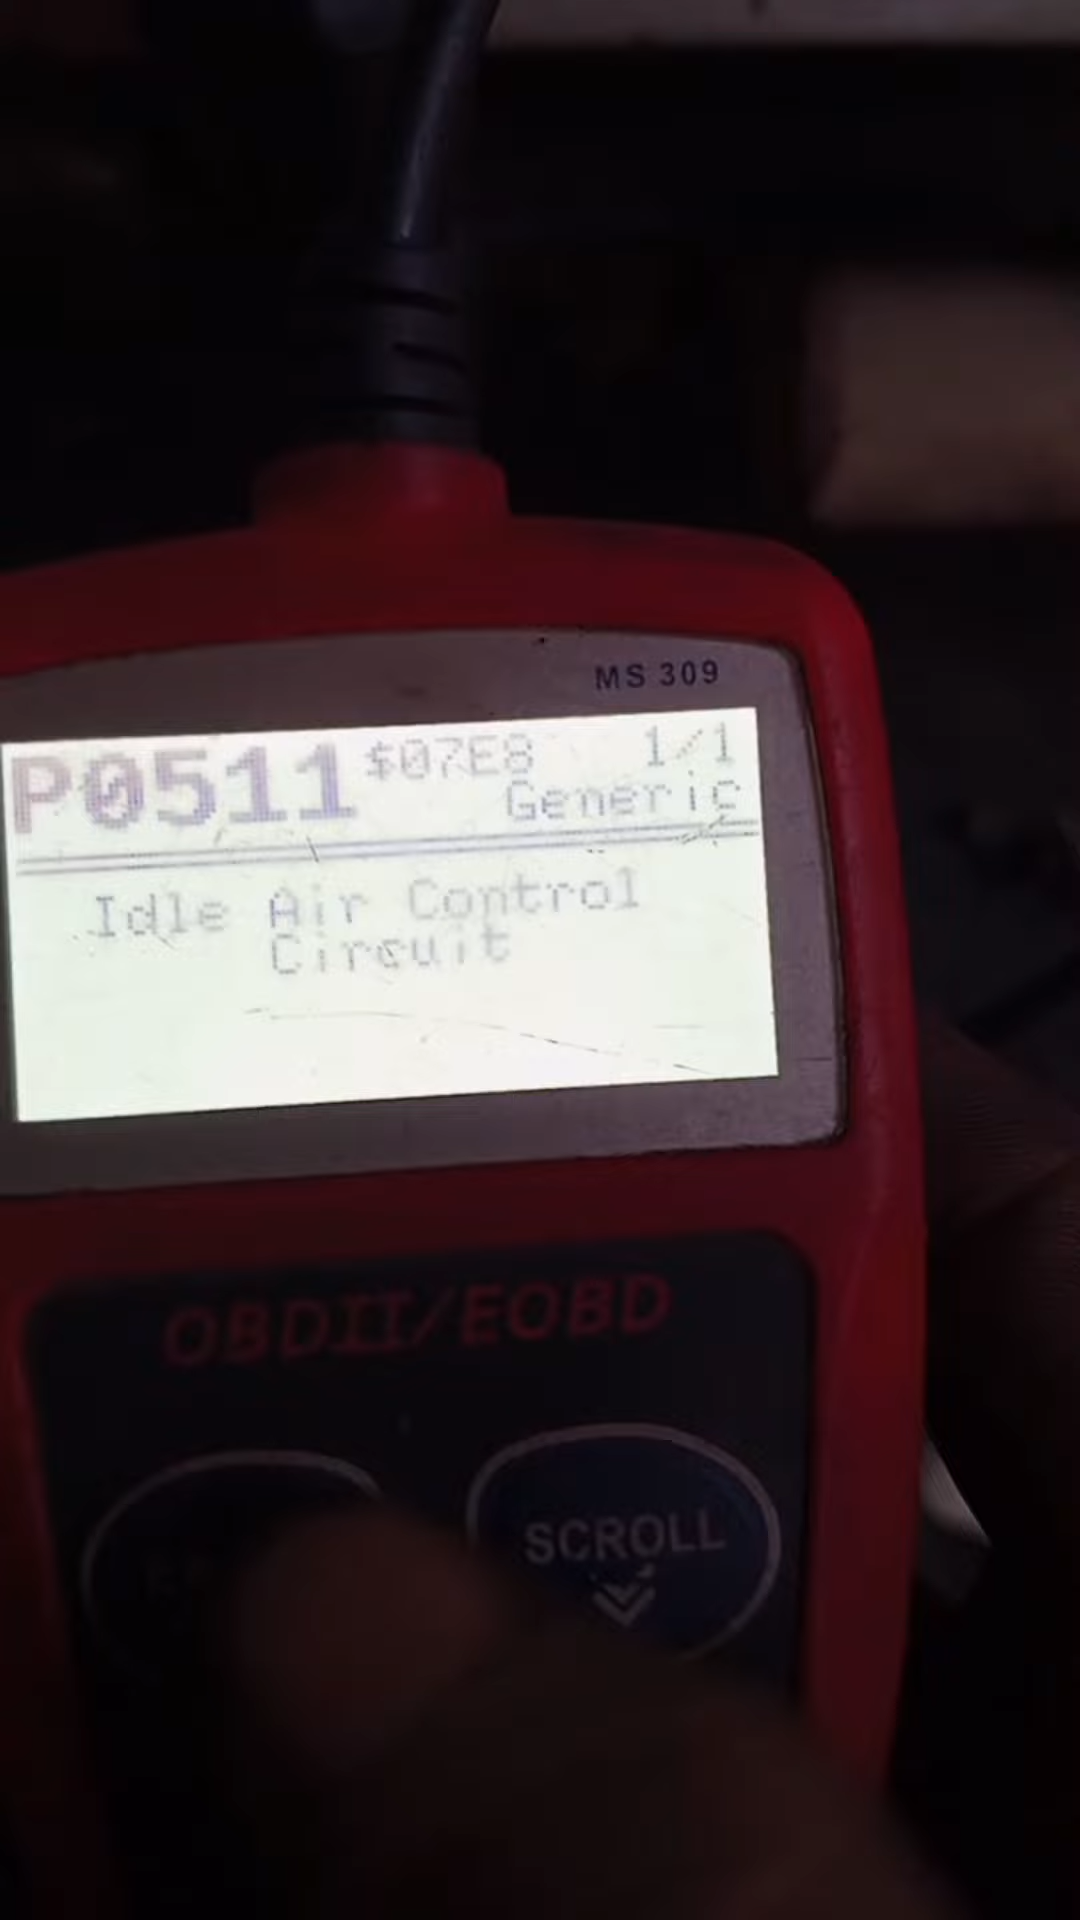 MS 309
P0511 $07E8 1/1
Generic
Idle Air Control
Circuit
OBDII/EOBD
SCROLL